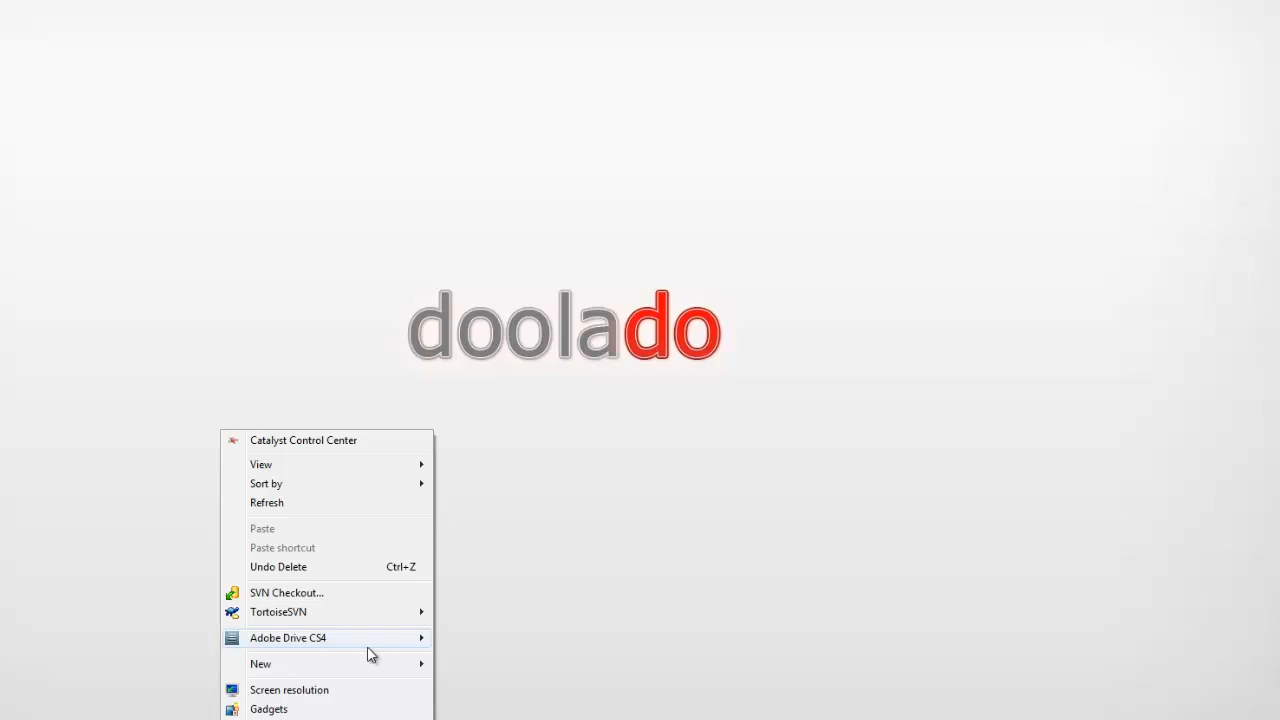 doolado
Catalyst Control Center
View
Sort by
Refresh
Paste
Paste shortcut
Undo Delete Ctrl+Z
SVN Checkout...
TortoiseSVN
Adobe Drive CS4
New
Screen resolution
Gadgets